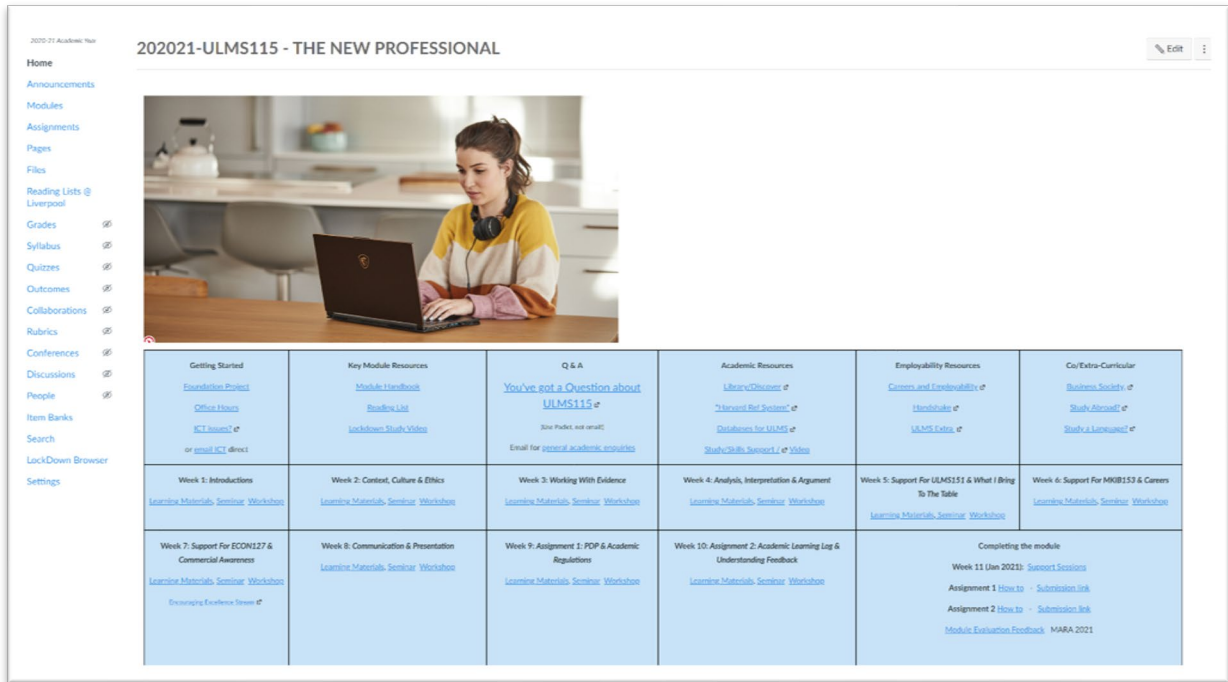 2020-21 Academic Year
Home
Announcements
Modules
Assignments
Pages
Files
Reading Lists @
Liverpool
Grades
Syllabus
Quizzes
Outcomes
Collaborations
Rubrics
Conferences
Discussions
People
Item Banks
Search
LockDown Browser
Settings
202021-ULMS115 - THE NEW PROFESSIONAL
Edit
Getting Started
Foundation Project
Office Hours
ICT Issues?
or email ICT direct
Key Module Resources
Module Handbook
Reading List
Lockdown Study Video
Q & A
You've got a Question about
ULMS115
(Use Padlet, not email)
Email for general academic enquiries
Academic Resources
Library/Discover
"Harvard Ref System"
Databases for ULMS
Study/Skills Support / Video
Employability Resources
Careers and Employability
Handshake
ULMS Extra
Co/Extra-Curricular
Business Society.
Study Abroad?
Study a Language?
Week 1: Introductions
Learning Materials, Seminar Workshop
Week 2: Context, Culture & Ethics
Learning Materials, Seminar Workshop
Week 3: Working With Evidence
Learning Materials, Seminar Workshop
Week 4: Analysis, Interpretation & Argument
Learning Materials, Seminar Workshop
Week 5: Support For ULMS151 & What I Bring
To The Table
Learning Materials, Seminar Workshop
Week 6: Support For MKIB153 & Careers
Learning Materials, Seminar Workshop
Week 7: Support For ECON127 &
Commercial Awareness
Learning Materials, Seminar Workshop
Encouraging Excellence Stream
Week 8: Communication & Presentation
Learning Materials, Seminar Workshop
Week 9: Assignment 1: PDP & Academic
Regulations
Learning Materials, Seminar Workshop
Week 10: Assignment 2: Academic Learning Log &
Understanding Feedback
Learning Materials, Seminar Workshop
Completing the module
Week 11 (Jan 2021): Support Sessions
Assignment 1 How to - Submission link
Assignment 2 How to - Submission link
Module Evaluation Feedback MARA 2021